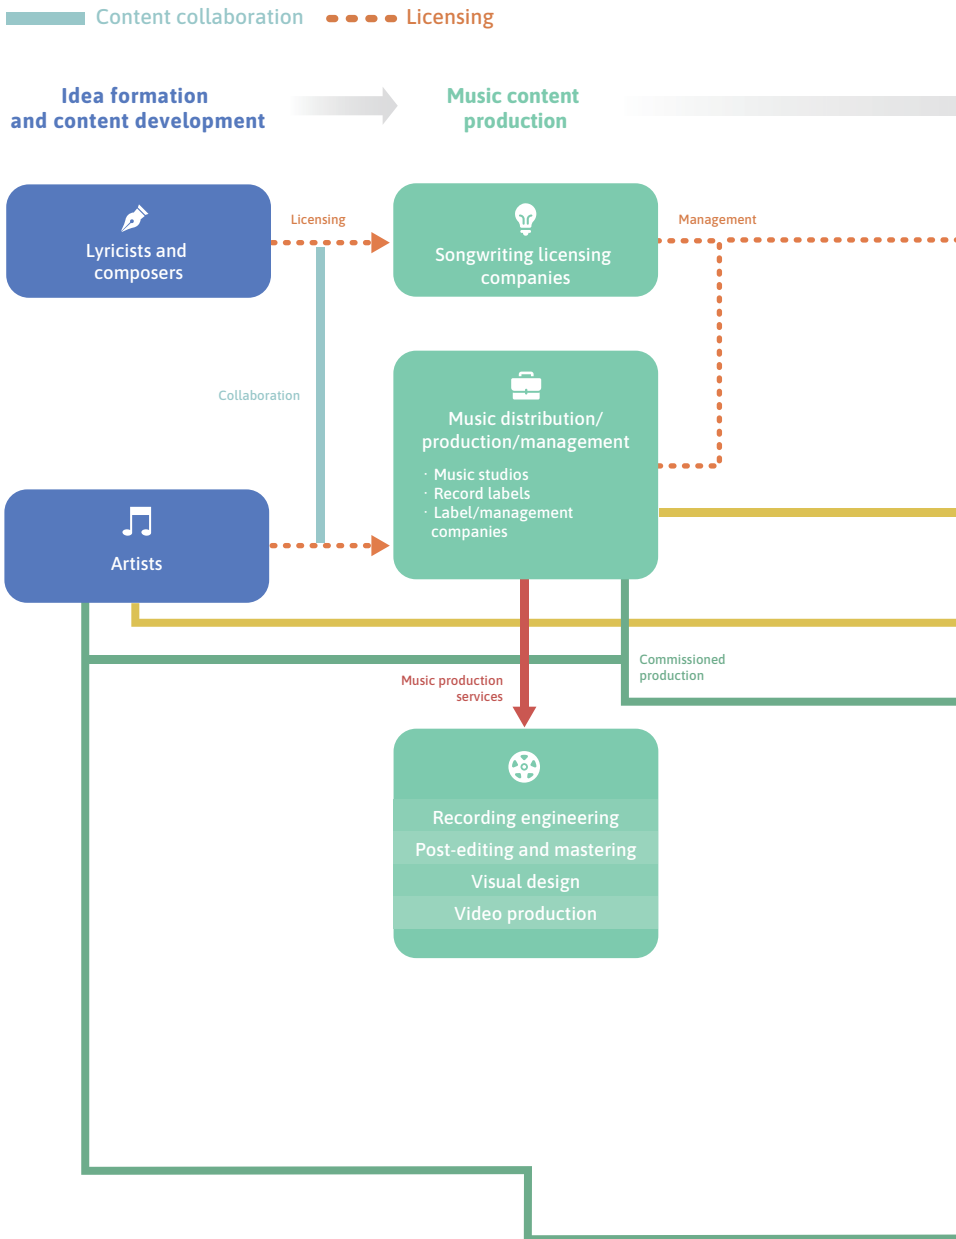 Content collaboration
Licensing
Idea formation
and content development
Music content
production
Lyricists and
composers
Licensing
Songwriting licensing
companies
Management
Collaboration
Music distribution/
production/management
· Music studios
· Record labels
· Label/management
companies
Artists
Music production
services
Commissioned
production
Recording engineering
Post-editing and mastering
Visual design
Video production